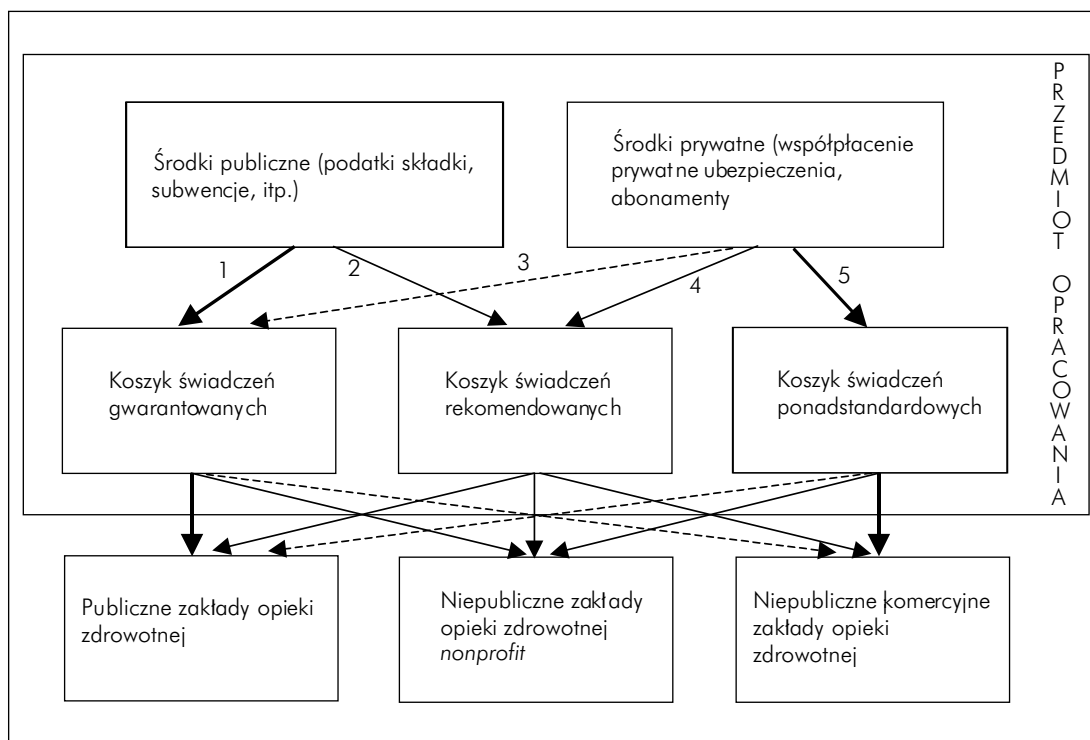 Środki publiczne (podatki składki,
subwencje, itp.)
Środki prywatne (współpłacenie
prywatne ubezpieczenia,
abonamenty
1
2
3
4
5
Koszyk świadczeń
gwarantowanych
Koszyk świadczeń
rekomendowanych
Koszyk świadczeń
ponadstandardowych
PRZEDMIOT OPRACOWANIA
Publiczne zakłady opieki
zdrowotnej
Niepubliczne zakłady
opieki zdrowotnej
nonprofit
Niepubliczne komercyjne
zakłady opieki
zdrowotnej